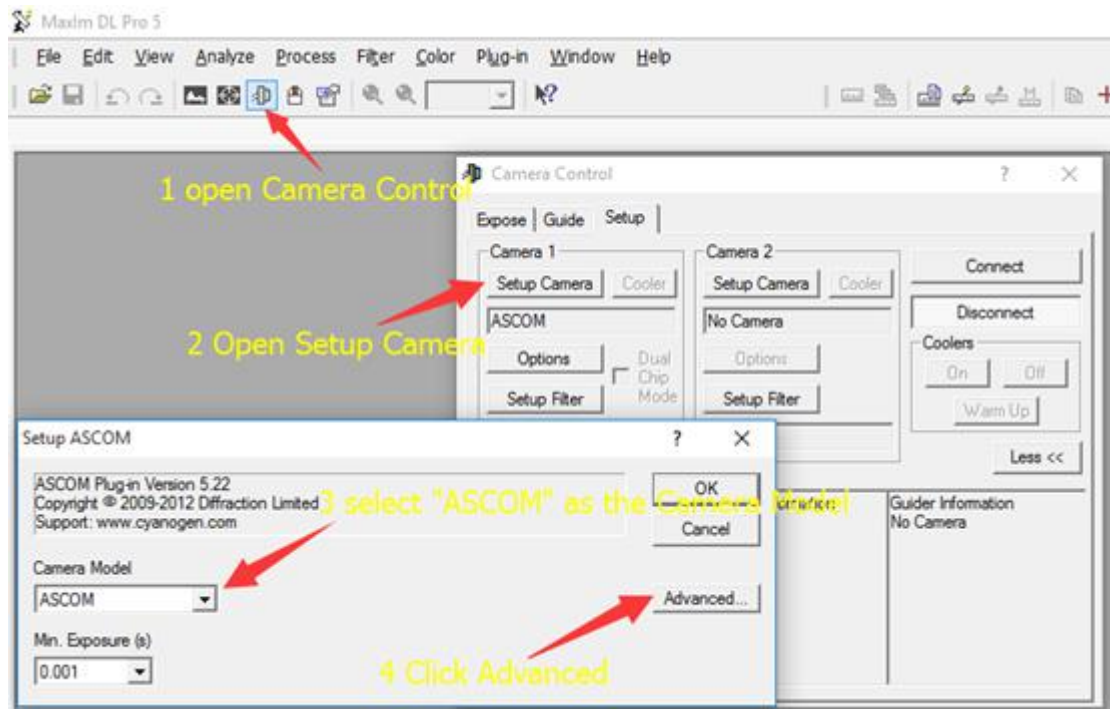 MaxIm DL Pro 5
File Edit View Analyze Process Filter Color Plug-in Window Help
1 open Camera Control
Camera Control
Expose Guide Setup
Camera 1
Setup Camera Cooler
ASCOM
Options
Dual
Chip
Mode
Setup Filter
Camera 2
Setup Camera Cooler
No Camera
Options
Setup Filter
Connect
Disconnect
Coolers
On Off
Warm Up
Less <<
2 Open Setup Camera
Guider Information
No Camera
Setup ASCOM
ASCOM Plug-in Version 5.22
Copyright © 2009-2012 Diffraction Limited
Support: www.cyanogen.com
3 select "ASCOM" as the Camera Model
OK
Cancel
Camera Model
ASCOM
Advanced...
Min. Exposure (s)
0.001
4 Click Advanced